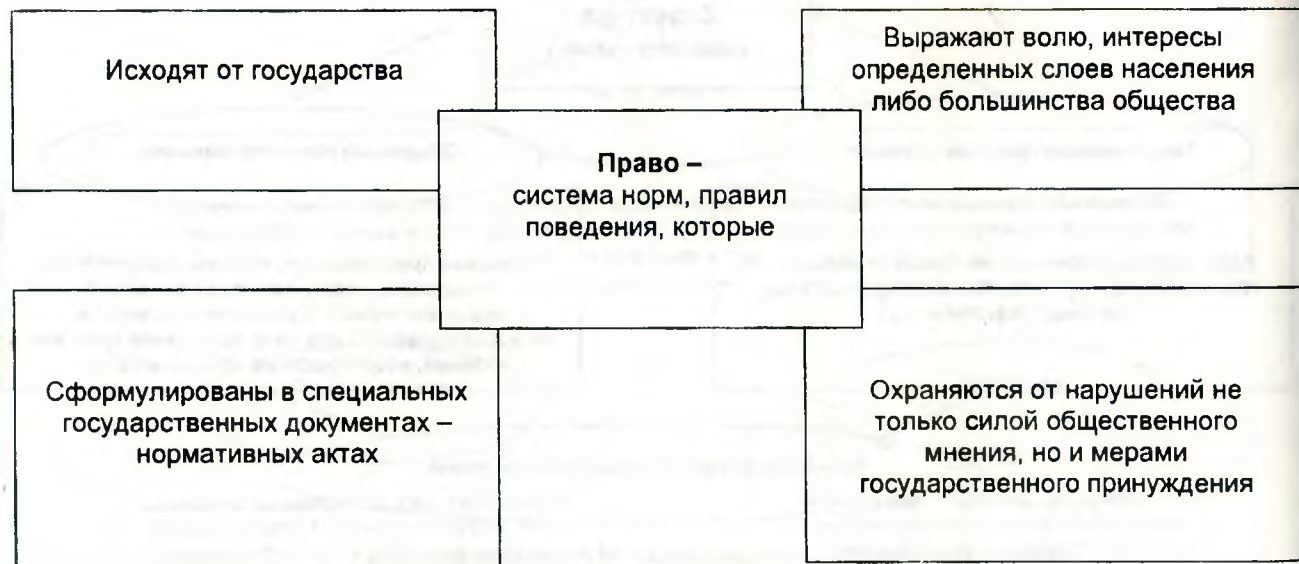 Исходят от государства
Выражают волю, интересы
определенных слоев населения
либо большинства общества
Право –
система норм, правил
поведения, которые
Сформулированы в специальных
государственных документах –
нормативных актах
Охраняются от нарушений не
только силой общественного
мнения, но и мерами
государственного принуждения